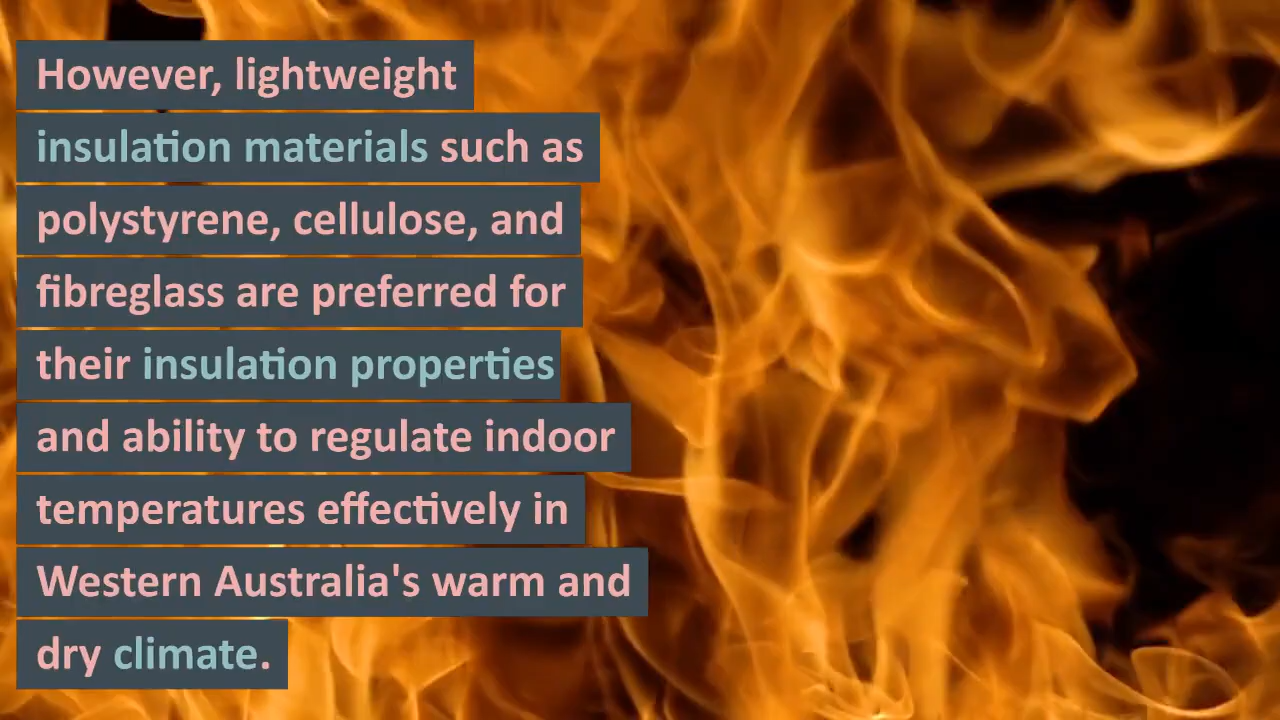 However, lightweight
insulation materials such as
polystyrene, cellulose, and
fibreglass are preferred for
their insulation properties
and ability to regulate indoor
temperatures effectively in
Western Australia's warm and
dry climate.